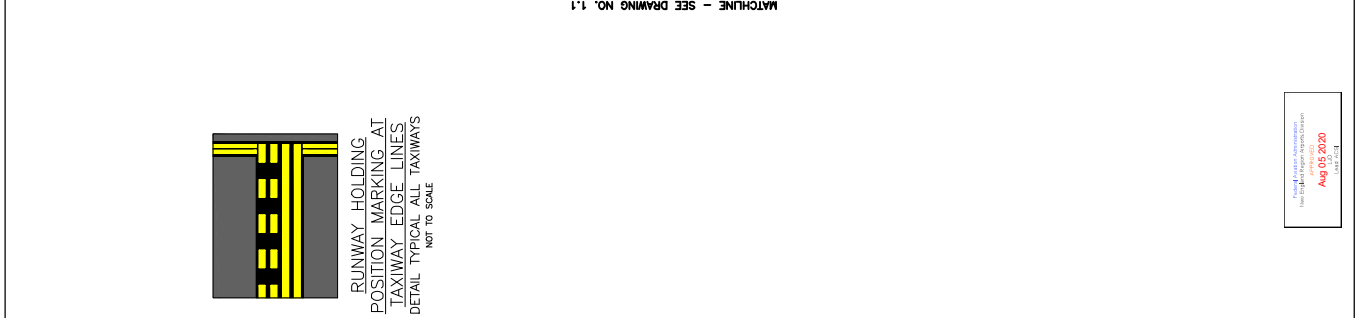 MATCHLINE - SEE DRAWING NO. 1.1
RUNWAY HOLDING
POSITION MARKING AT
TAXIWAY EDGE LINES
DETAIL TYPICAL ALL TAXIWAYS
NOT TO SCALE
Federal Aviation Administration
New England Region Airports Division
APPROVED
Aug 05 2020